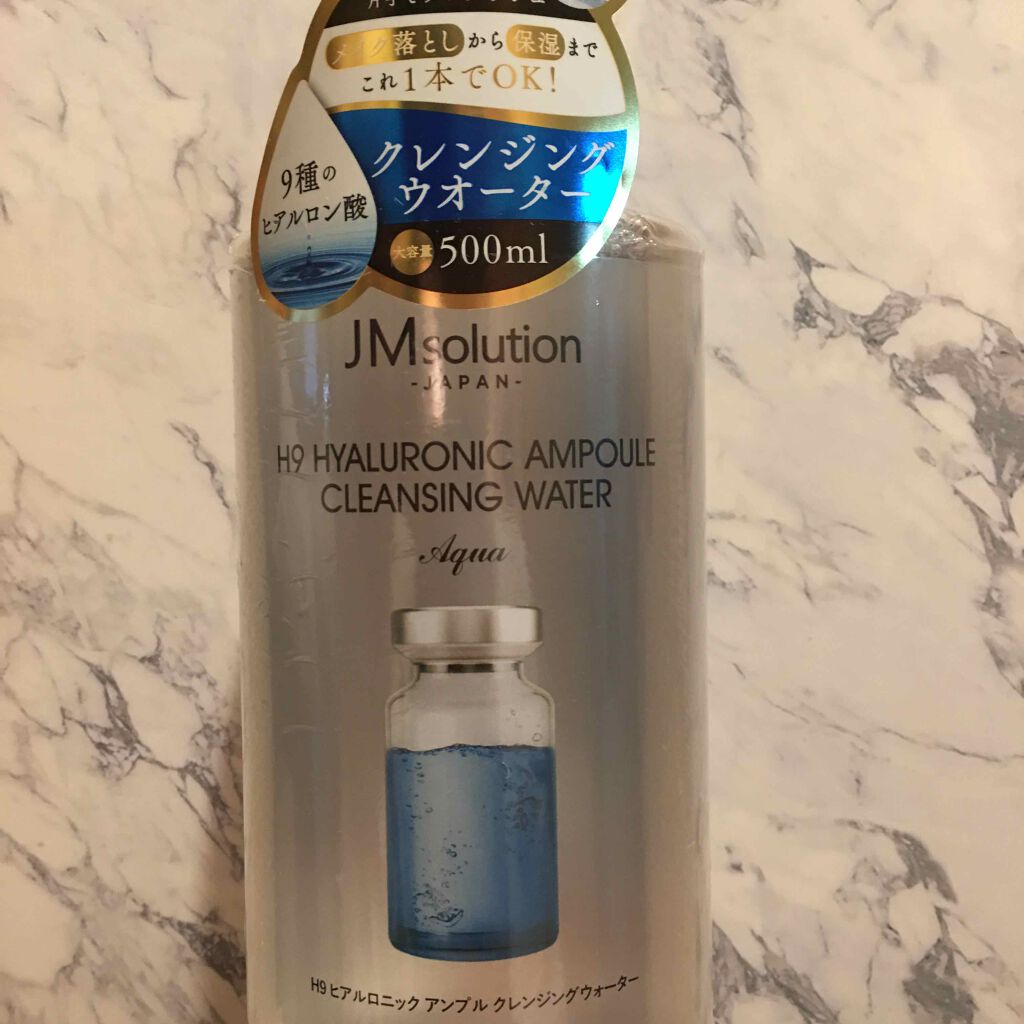 メイク落としから保湿まで
これ1本でOK!
クレンジング
ウオーター
9種の
ヒアルロン酸
大容量 500ml
JMsolution
-JAPAN-
H9 HYALURONIC AMPOULE
CLEANSING WATER
Aqua
H9 ヒアルロニック アンプル クレンジングウォーター